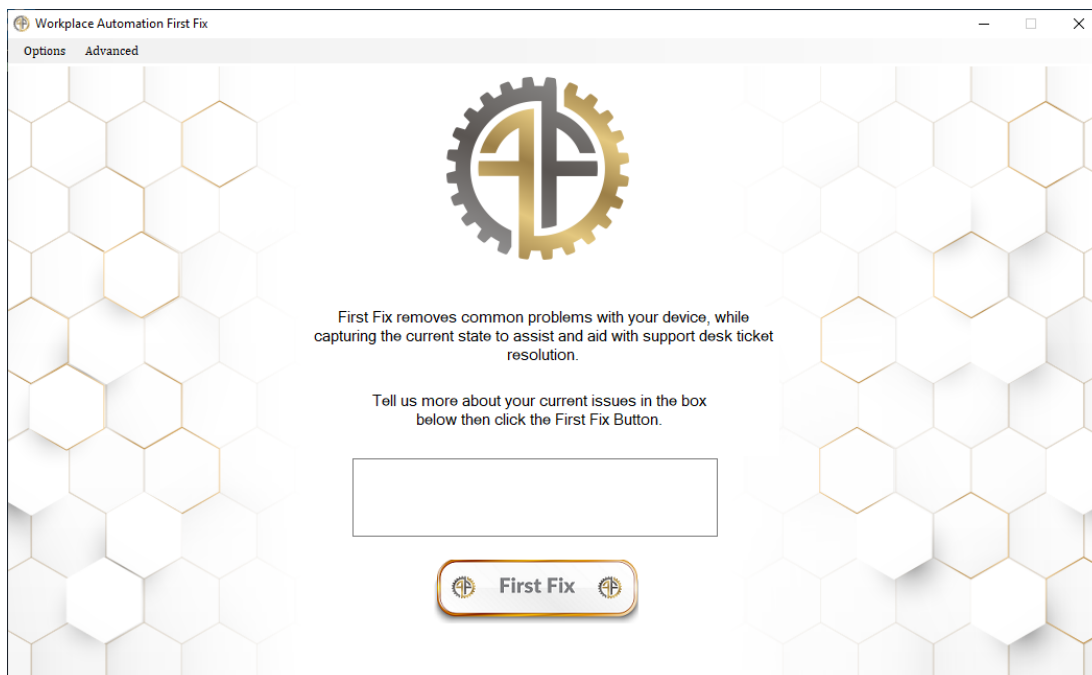 Workplace Automation First Fix
Options Advanced
First Fix removes common problems with your device, while
capturing the current state to assist and aid with support desk ticket
resolution.
Tell us more about your current issues in the box
below then click the First Fix Button.
First Fix